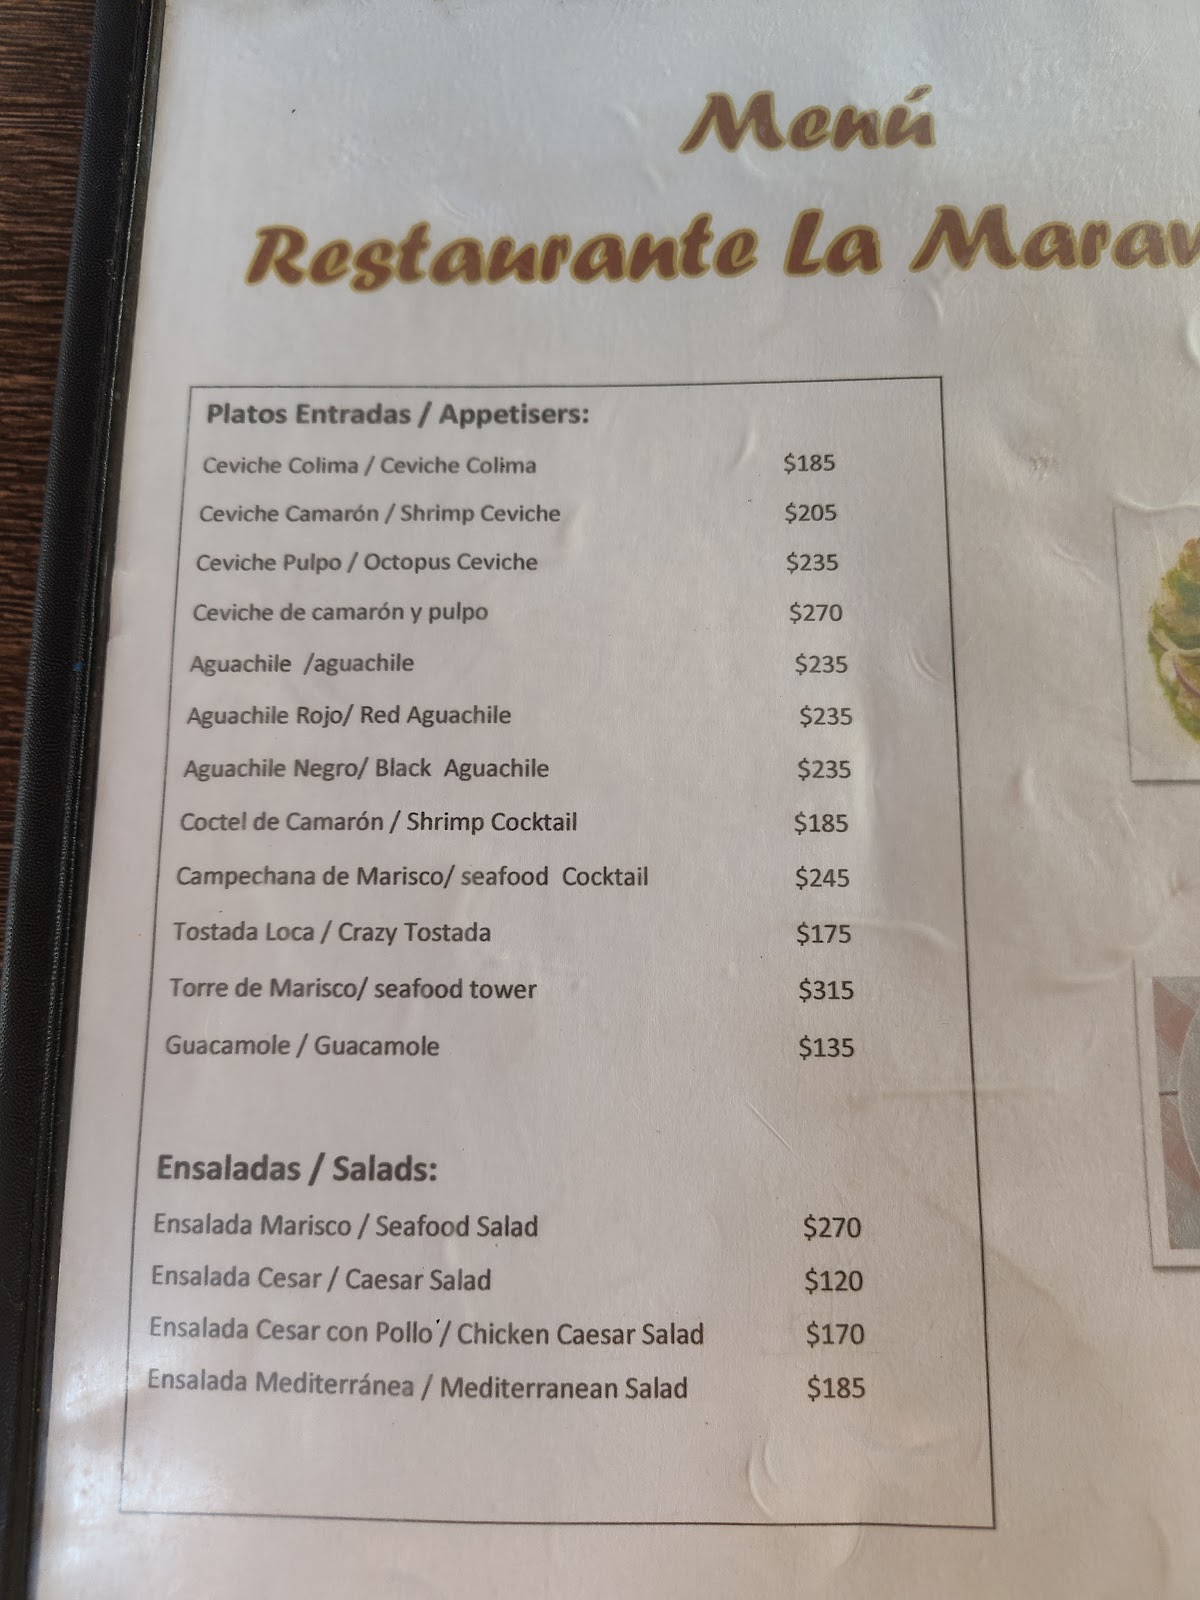 Menú
Restaurante La
Platos Entradas / Appetisers:
Ceviche Colima / Ceviche Colima $185
Ceviche Camarón / Shrimp Ceviche $205
Ceviche Pulpo / Octopus Ceviche $235
Ceviche de camarón y pulpo $270
Aguachile /aguachile $235
Aguachile Rojo/ Red Aguachile $235
Aguachile Negro/ Black Aguachile $235
Coctel de Camarón / Shrimp Cocktail $185
Campechana de Marisco/ seafood Cocktail $245
Tostada Loca / Crazy Tostada $175
Torre de Marisco/ seafood tower $315
Guacamole / Guacamole $135
Ensaladas / Salads:
Ensalada Marisco / Seafood Salad $270
Ensalada Cesar / Caesar Salad $120
Ensalada Cesar con Pollo / Chicken Caesar Salad $170
Ensalada Mediterránea / Mediterranean Salad $185